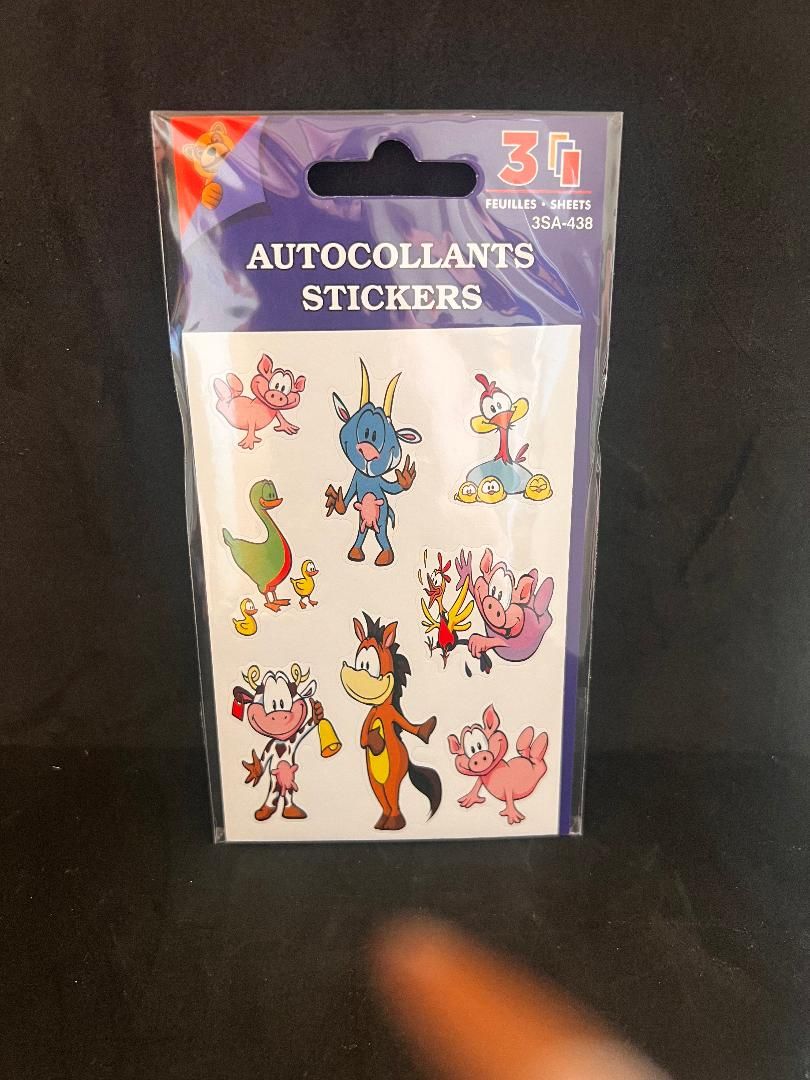 3
FEUILLES • SHEETS
3SA-438
AUTOCOLLANTS
STICKERS